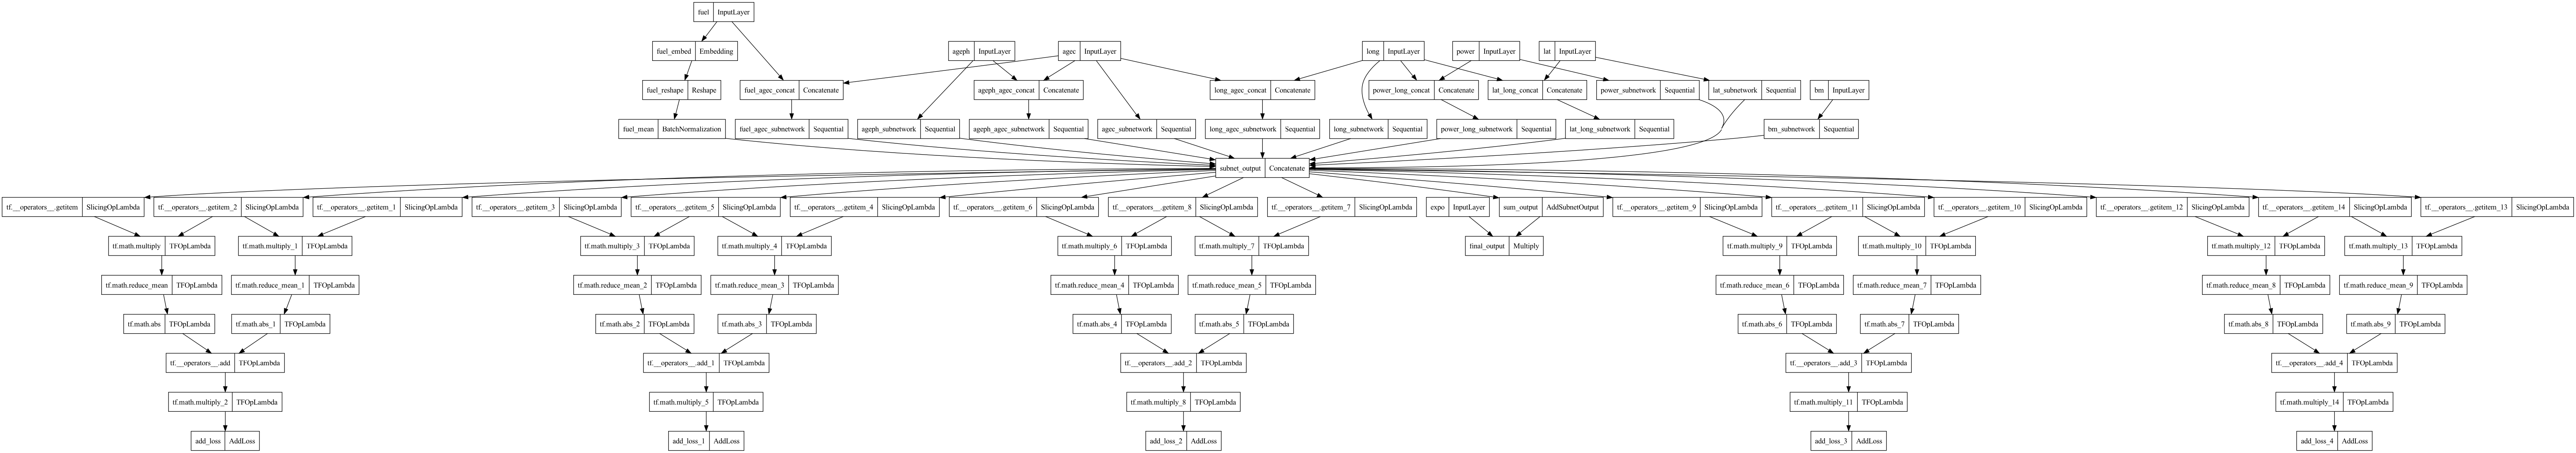 fuel InputLayer
fuel_embed Embedding
ageph InputLayer
agec InputLayer
long InputLayer
power InputLayer
lat InputLayer
fuel_reshape Reshape
fuel_agec_concat Concatenate
ageph_agec_concat Concatenate
long_agec_concat Concatenate
power_long_concat Concatenate
lat_long_concat Concatenate
power_subnetwork Sequential
lat_subnetwork Sequential
bm InputLayer
fuel_mean BatchNormalization
fuel_agec_subnetwork Sequential
ageph_subnetwork Sequential
ageph_agec_subnetwork Sequential
agec_subnetwork Sequential
long_agec_subnetwork Sequential
long_subnetwork Sequential
power_long_subnetwork Sequential
lat_long_subnetwork Sequential
bm_subnetwork Sequential
subnet_output Concatenate
tf.__operators__.getitem SlicingOpLambda
tf.__operators__.getitem_2 SlicingOpLambda
tf.__operators__.getitem_1 SlicingOpLambda
tf.__operators__.getitem_3 SlicingOpLambda
tf.__operators__.getitem_5 SlicingOpLambda
tf.__operators__.getitem_4 SlicingOpLambda
tf.__operators__.getitem_6 SlicingOpLambda
tf.__operators__.getitem_8 SlicingOpLambda
tf.__operators__.getitem_7 SlicingOpLambda
expo InputLayer
sum_output AddSubnetOutput
tf.__operators__.getitem_9 SlicingOpLambda
tf.__operators__.getitem_11 SlicingOpLambda
tf.__operators__.getitem_10 SlicingOpLambda
tf.__operators__.getitem_12 SlicingOpLambda
tf.__operators__.getitem_14 SlicingOpLambda
tf.__operators__.getitem_13 SlicingOpLambda
tf.math.multiply TFOpLambda
tf.math.multiply_1 TFOpLambda
tf.math.multiply_3 TFOpLambda
tf.math.multiply_4 TFOpLambda
tf.math.multiply_6 TFOpLambda
tf.math.multiply_7 TFOpLambda
final_output Multiply
tf.math.multiply_9 TFOpLambda
tf.math.multiply_10 TFOpLambda
tf.math.multiply_12 TFOpLambda
tf.math.multiply_13 TFOpLambda
tf.math.reduce_mean TFOpLambda
tf.math.reduce_mean_1 TFOpLambda
tf.math.reduce_mean_2 TFOpLambda
tf.math.reduce_mean_3 TFOpLambda
tf.math.reduce_mean_4 TFOpLambda
tf.math.reduce_mean_5 TFOpLambda
tf.math.reduce_mean_6 TFOpLambda
tf.math.reduce_mean_7 TFOpLambda
tf.math.reduce_mean_8 TFOpLambda
tf.math.reduce_mean_9 TFOpLambda
tf.math.abs TFOpLambda
tf.math.abs_1 TFOpLambda
tf.math.abs_2 TFOpLambda
tf.math.abs_3 TFOpLambda
tf.math.abs_4 TFOpLambda
tf.math.abs_5 TFOpLambda
tf.math.abs_6 TFOpLambda
tf.math.abs_7 TFOpLambda
tf.math.abs_8 TFOpLambda
tf.math.abs_9 TFOpLambda
tf.__operators__.add TFOpLambda
tf.__operators__.add_1 TFOpLambda
tf.__operators__.add_2 TFOpLambda
tf.__operators__.add_3 TFOpLambda
tf.__operators__.add_4 TFOpLambda
tf.math.multiply_2 TFOpLambda
tf.math.multiply_5 TFOpLambda
tf.math.multiply_8 TFOpLambda
tf.math.multiply_11 TFOpLambda
tf.math.multiply_14 TFOpLambda
add_loss AddLoss
add_loss_1 AddLoss
add_loss_2 AddLoss
add_loss_3 AddLoss
add_loss_4 AddLoss